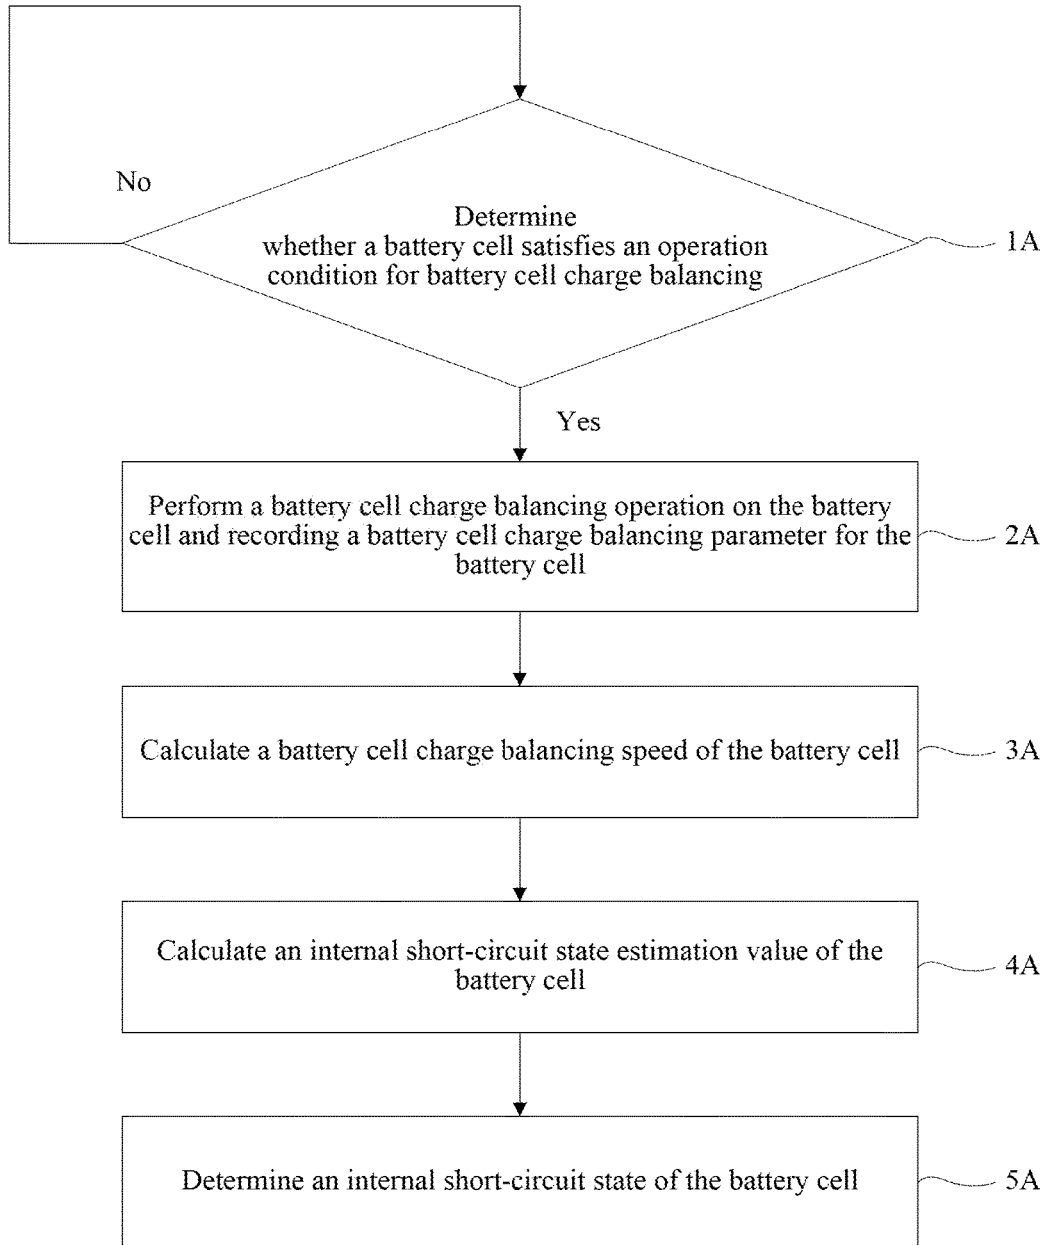 No
Determine
whether a battery cell satisfies an operation
condition for battery cell charge balancing
1A
Yes
Perform a battery cell charge balancing operation on the battery
cell and recording a battery cell charge balancing parameter for the
battery cell
2A
Calculate a battery cell charge balancing speed of the battery cell
3A
Calculate an internal short-circuit state estimation value of the
battery cell
4A
Determine an internal short-circuit state of the battery cell
5A